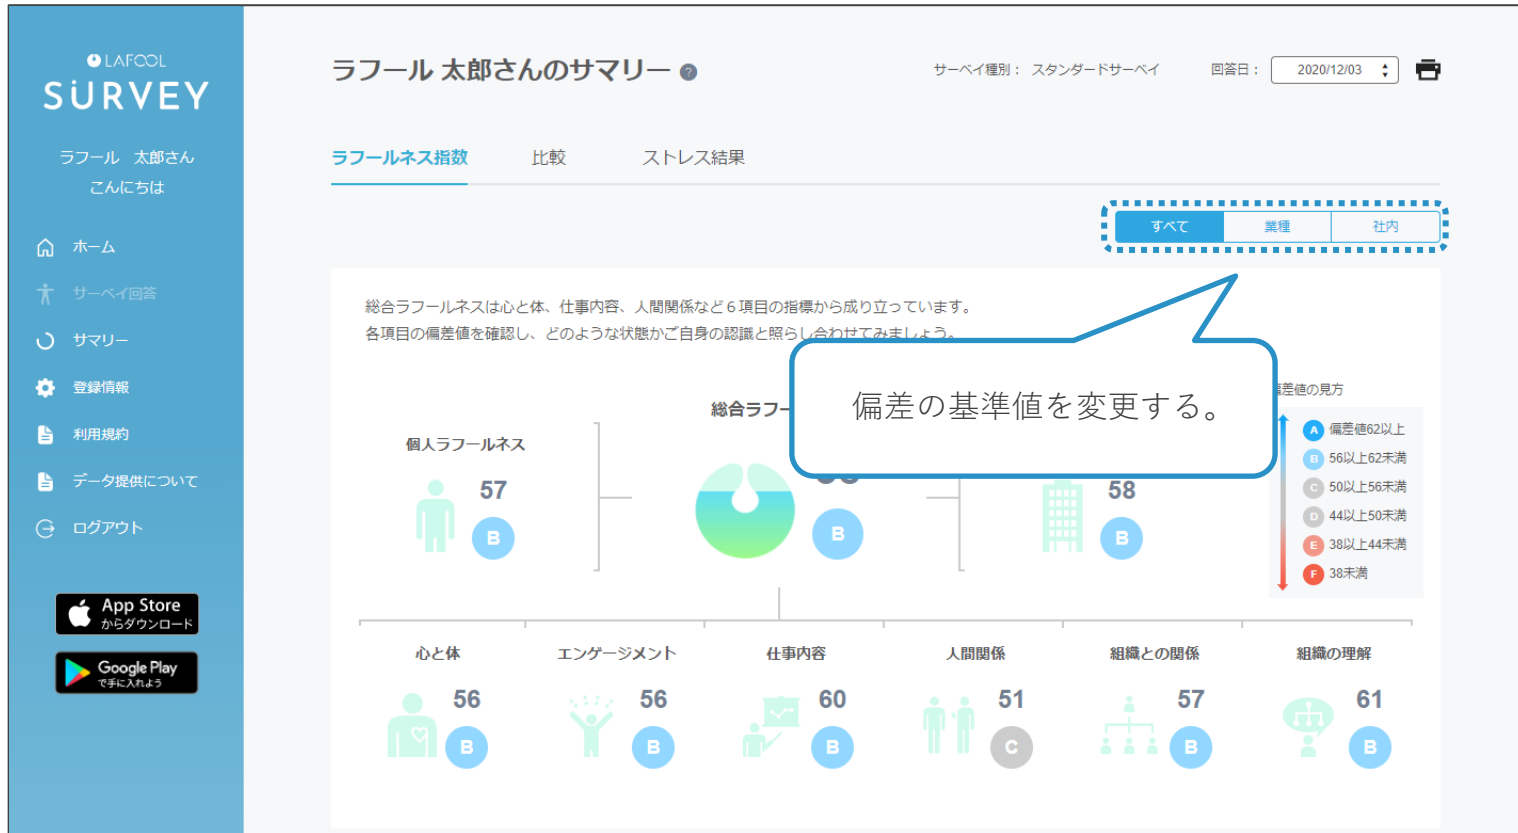 LAFOOL
SURVEY
ラフール 太郎さん
こんにちは
ホーム
サーベイ回答
サマリー
登録情報
利用規約
データ提供について
ログアウト
App Store
からダウンロード
Google Play
で手に入れよう
ラフール 太郎さんのサマリー ?
サーベイ種別： スタンダードサーベイ
回答日： 2020/12/03
ラフールネス指数 比較 ストレス結果
すべて 業種 社内
総合ラフールネスは心と体、仕事内容、人間関係など６項目の指標から成り立っています。
各項目の偏差値を確認し、どのような状態かご自身の認識と照らし合わせてみましょう。
偏差の基準値を変更する。
個人ラフールネス
57
B
総合ラフー
B
58
B
差値の見方
A 偏差値62以上
B 56以上62未満
C 50以上56未満
D 44以上50未満
E 38以上44未満
F 38未満
心と体
56
B
エンゲージメント
56
B
仕事内容
60
B
人間関係
51
C
組織との関係
57
B
組織の理解
61
B